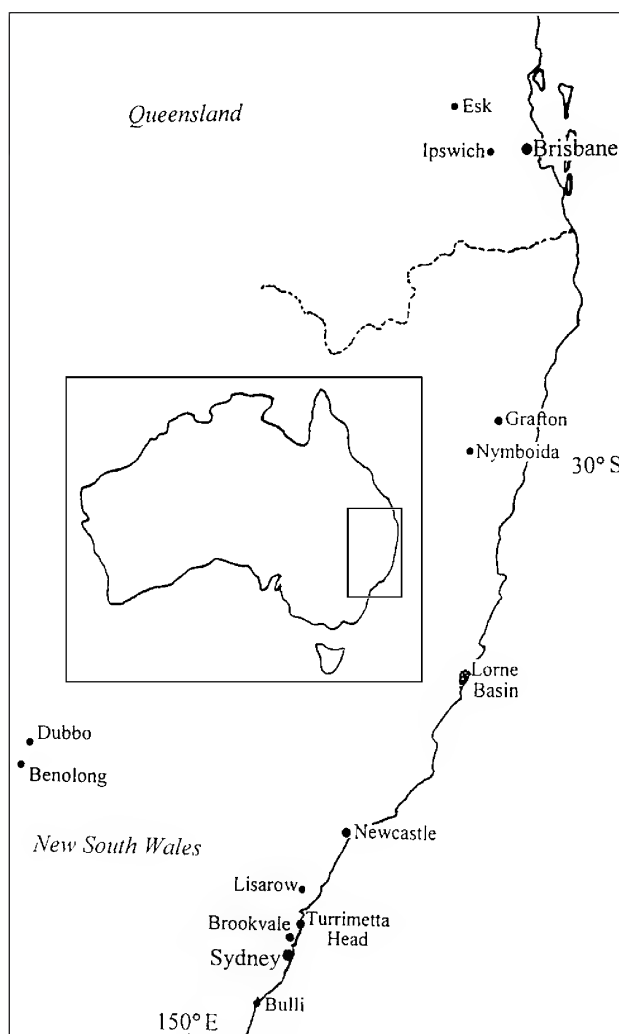 Esk
Queensland
Ipswich
Brisbane
Grafton
Nymboida
30° S
Lorne
Basin
Dubbo
Benolong
Newcastle
New South Wales
Lisarow
Brookvale
Turrimetta
Head
Sydney
Bulli
150° E